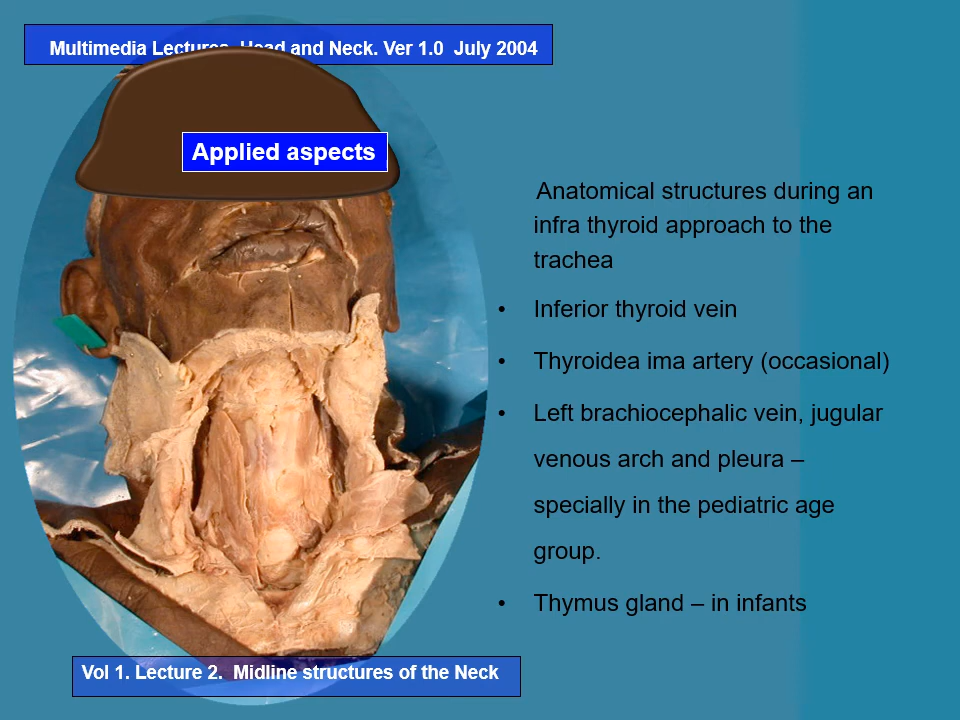 Multimedia Lectures. Head and Neck. Ver 1.0 July 2004
Applied aspects
Anatomical structures during an
infra thyroid approach to the
trachea
• Inferior thyroid vein
• Thyroidea ima artery (occasional)
• Left brachiocephalic vein, jugular
venous arch and pleura –
specially in the pediatric age
group.
• Thymus gland – in infants
Vol 1. Lecture 2. Midline structures of the Neck